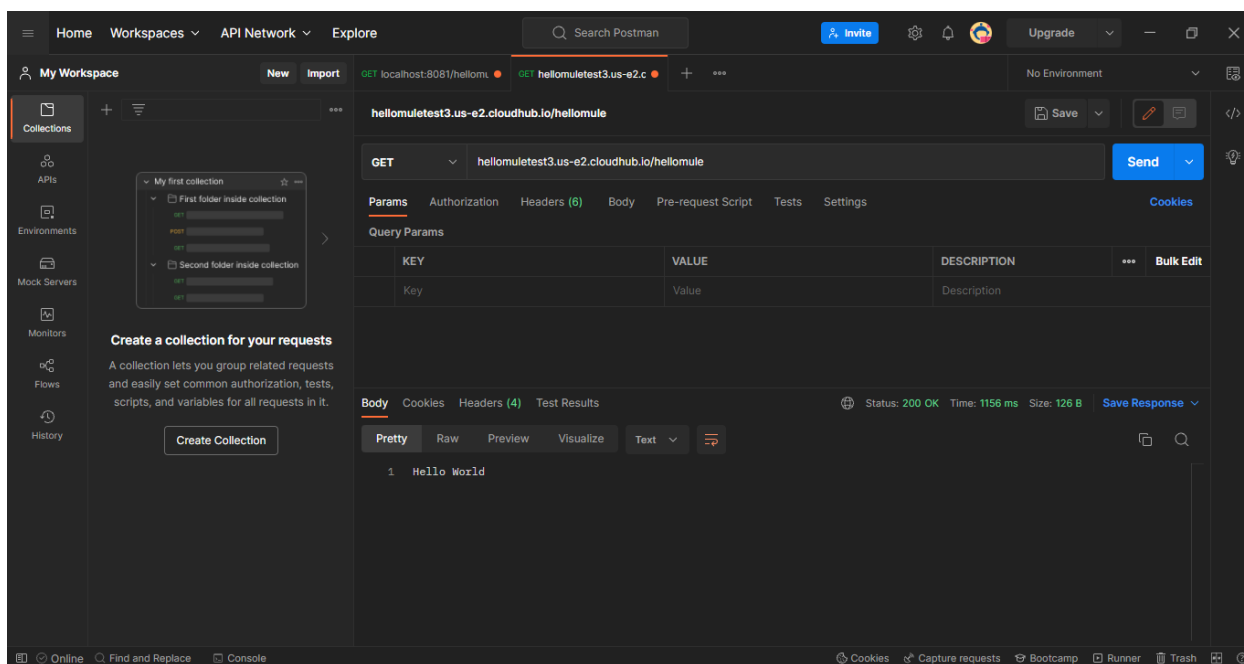 Home Workspaces API Network Explore Search Postman Invite Upgrade
My Workspace New Import GET localhost:8081/hellomu GET hellomuletest3.us-e2.c No Environment
Collections
APIs
Environments
Mock Servers
Monitors
Flows
History
My first collection
First folder inside collection
GET
POST
GET
Second folder inside collection
GET
GET
Create a collection for your requests
A collection lets you group related requests
and easily set common authorization, tests,
scripts, and variables for all requests in it.
Create Collection
hellomuletest3.us-e2.cloudhub.io/hellomule Save
GET hellomuletest3.us-e2.cloudhub.io/hellomule Send
Params Authorization Headers (6) Body Pre-request Script Tests Settings Cookies
Query Params
KEY VALUE DESCRIPTION Bulk Edit
Key Value Description
Body Cookies Headers (4) Test Results Status: 200 OK Time: 1156 ms Size: 126 B Save Response
Pretty Raw Preview Visualize Text
1 Hello World
Online Find and Replace Console Cookies Capture requests Bootcamp Runner Trash